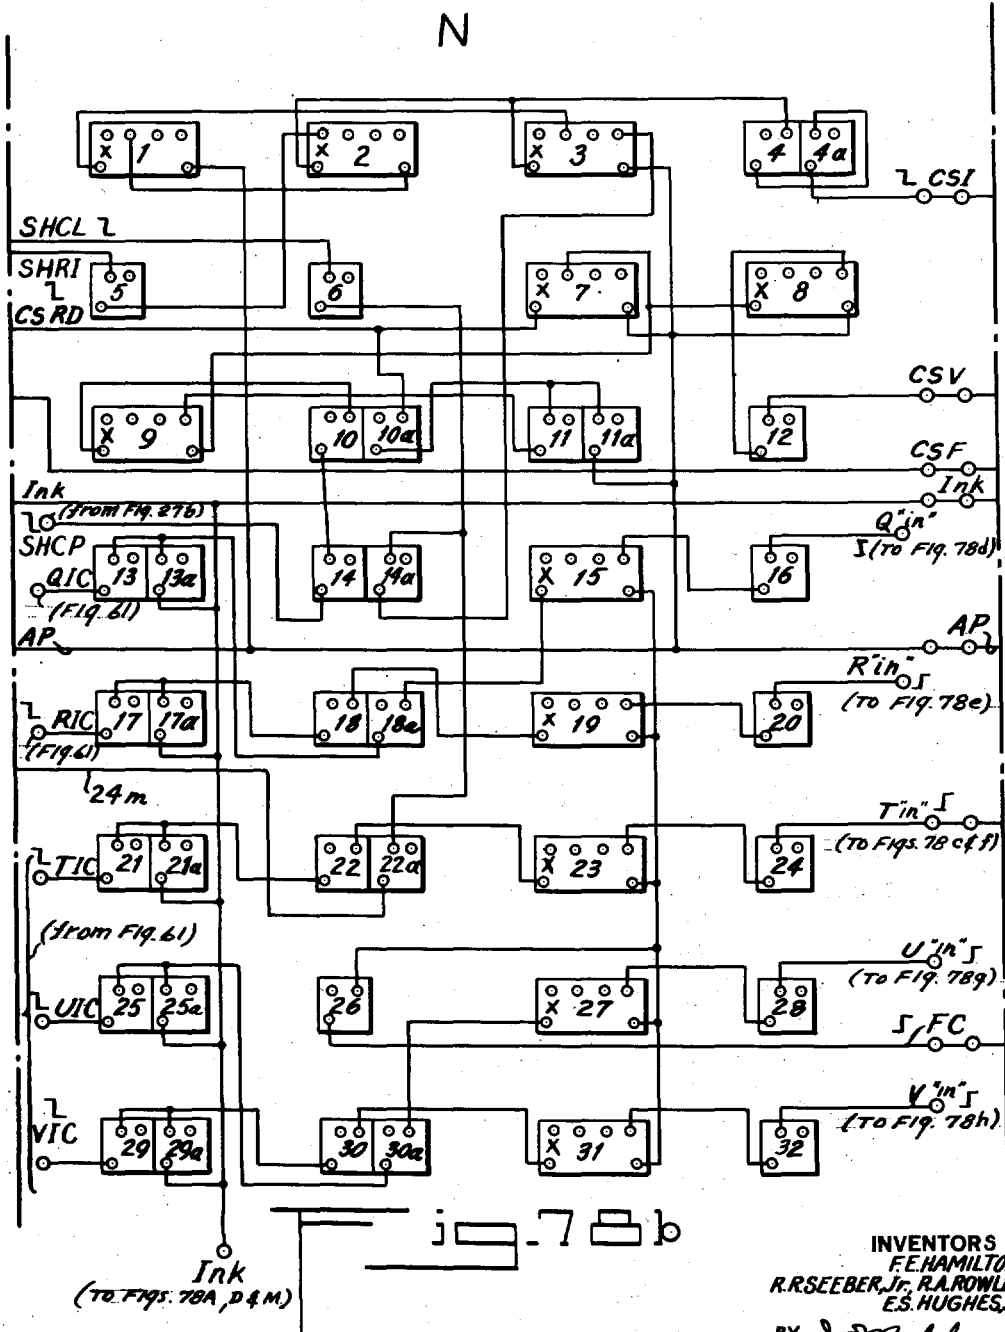 N
1
2
3
4 4a
X X X
CSI
SHCL
SHRI
5
6
7
8
X X
CSRD
CSV
9
10 10a
11 11a
12
X
CSF
Ink
Ink
(from Fig. 27b)
Q "in"
(To Fig. 78d)
SHCP
13 13a
14 14a
15
16
X
QIC
(Fig. 61)
AP
AP
R "in"
(To Fig. 78e)
RIC
17 17a
18 18a
19
20
X
(Fig. 61)
24m
T "in"
(To Figs. 78 c & f)
TIC
21 21a
22 22a
23
24
X
(from Fig. 61)
U "in"
(To Fig. 78g)
UIC
25 25a
26
27
28
X
FC
V "in"
(To Fig. 78h)
VIC
29 29a
30 30a
31
32
X
Fig. 78b
Ink
(To Figs. 78A, D & M)
INVENTORS
F.E. HAMILTO
R.R SEEBER, Jr., R.A. ROWL
E.S. HUGHES,
BY